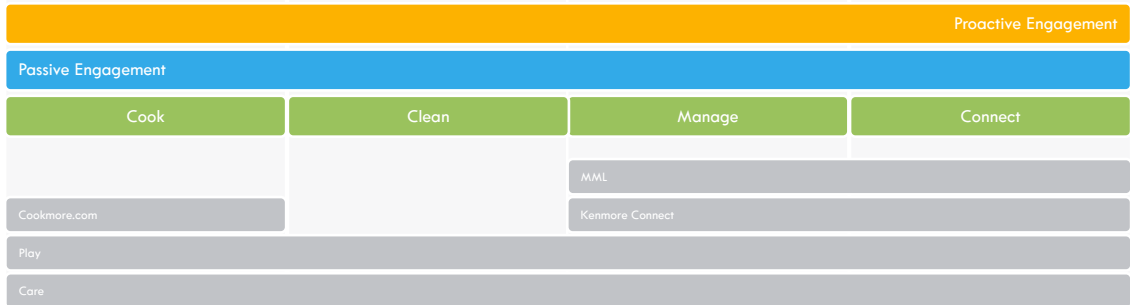 Proactive Engagement
Passive Engagement
Cook
Clean
Manage
Connect
MML
Cookmore.com
Kenmore Connect
Play
Care